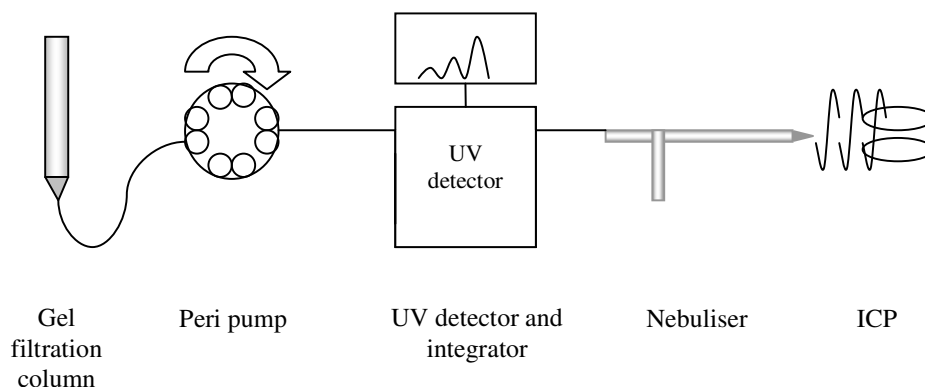 UV
detector
Gel
filtration
column
Peri pump
UV detector and
integrator
Nebuliser
ICP